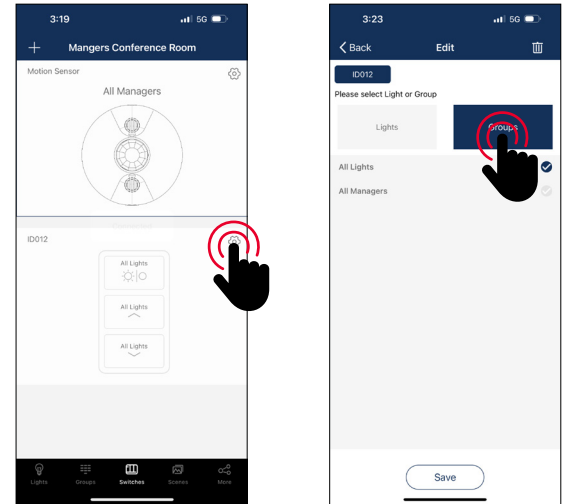 3:19
5G
+
Mangers Conference Room
Motion Sensor
All Managers
ID012
All Lights
All Lights
All Lights
Lights
Groups
Switches
Scenes
More
3:23
5G
Back
Edit
ID012
Please select Light or Group
Lights
Groups
All Lights
All Managers
Save